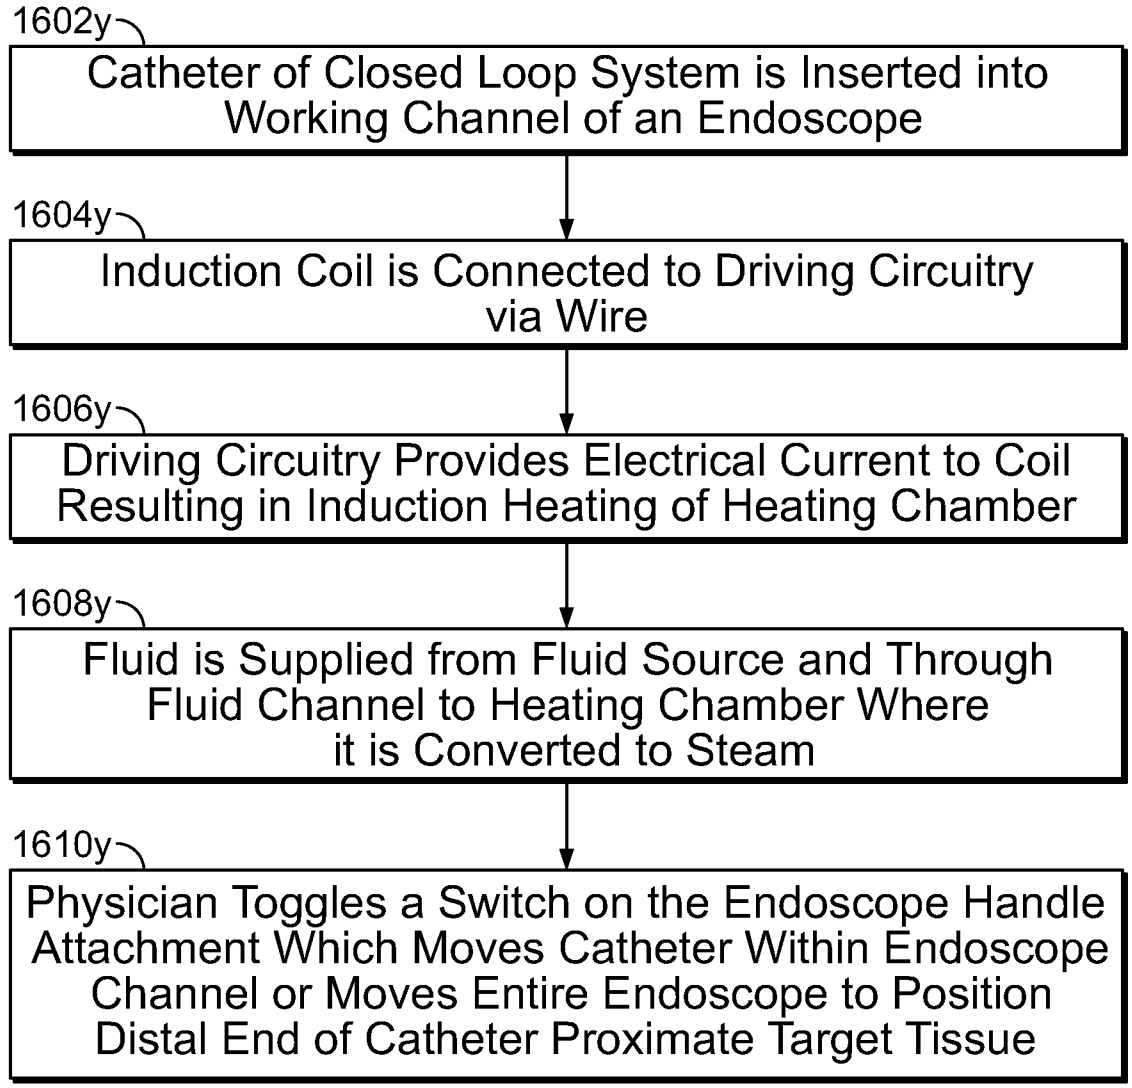 1602y
Catheter of Closed Loop System is Inserted into
Working Channel of an Endoscope
1604y
Induction Coil is Connected to Driving Circuitry
via Wire
1606y
Driving Circuitry Provides Electrical Current to Coil
Resulting in Induction Heating of Heating Chamber
1608y
Fluid is Supplied from Fluid Source and Through
Fluid Channel to Heating Chamber Where
it is Converted to Steam
1610y
Physician Toggles a Switch on the Endoscope Handle
Attachment Which Moves Catheter Within Endoscope
Channel or Moves Entire Endoscope to Position
Distal End of Catheter Proximate Target Tissue